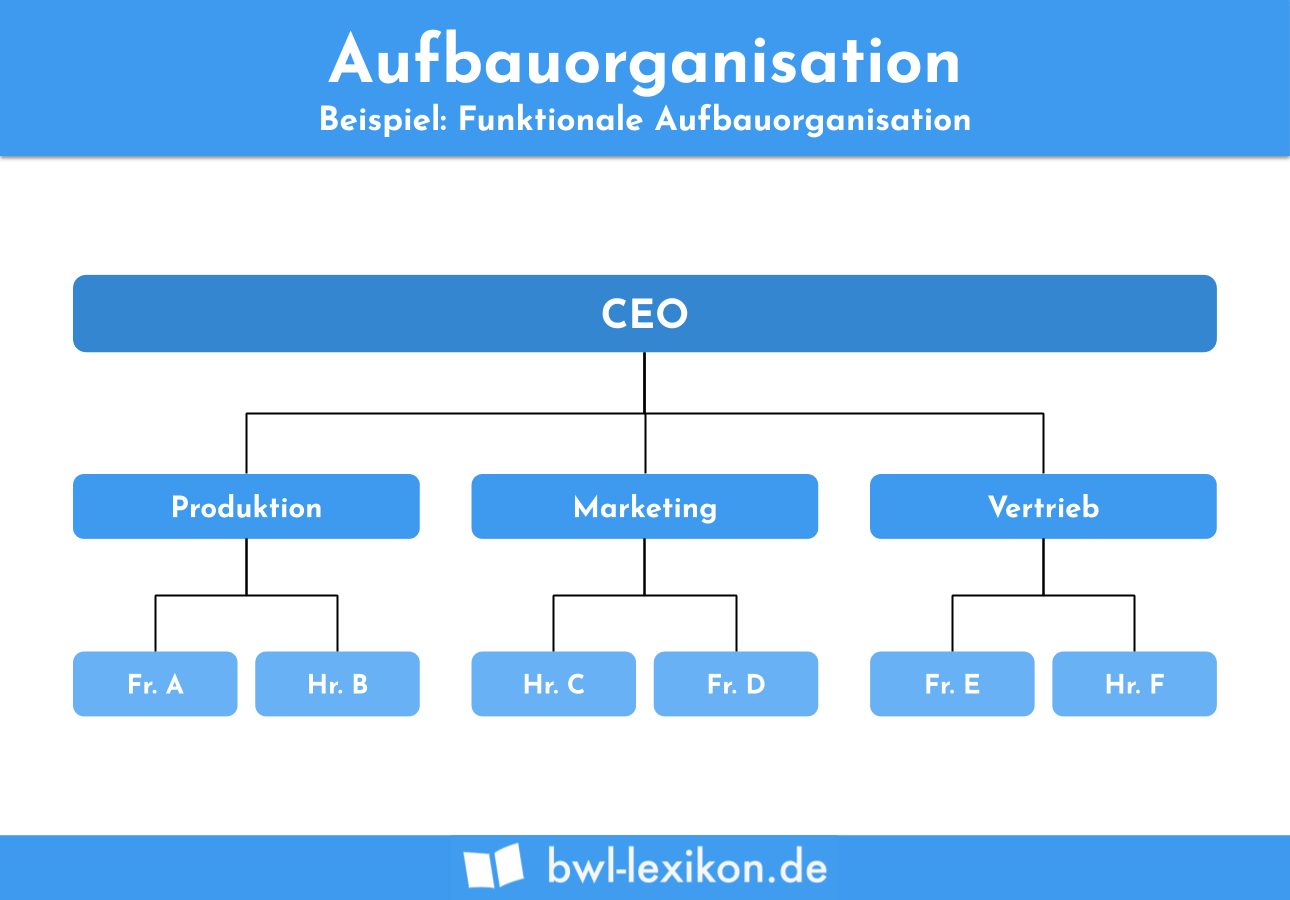 Aufbauorganisation
Beispiel: Funktionale Aufbauorganisation
CEO
Produktion
Marketing
Vertrieb
Fr. A
Hr. B
Hr. C
Fr. D
Fr. E
Hr. F
bwl-lexikon.de